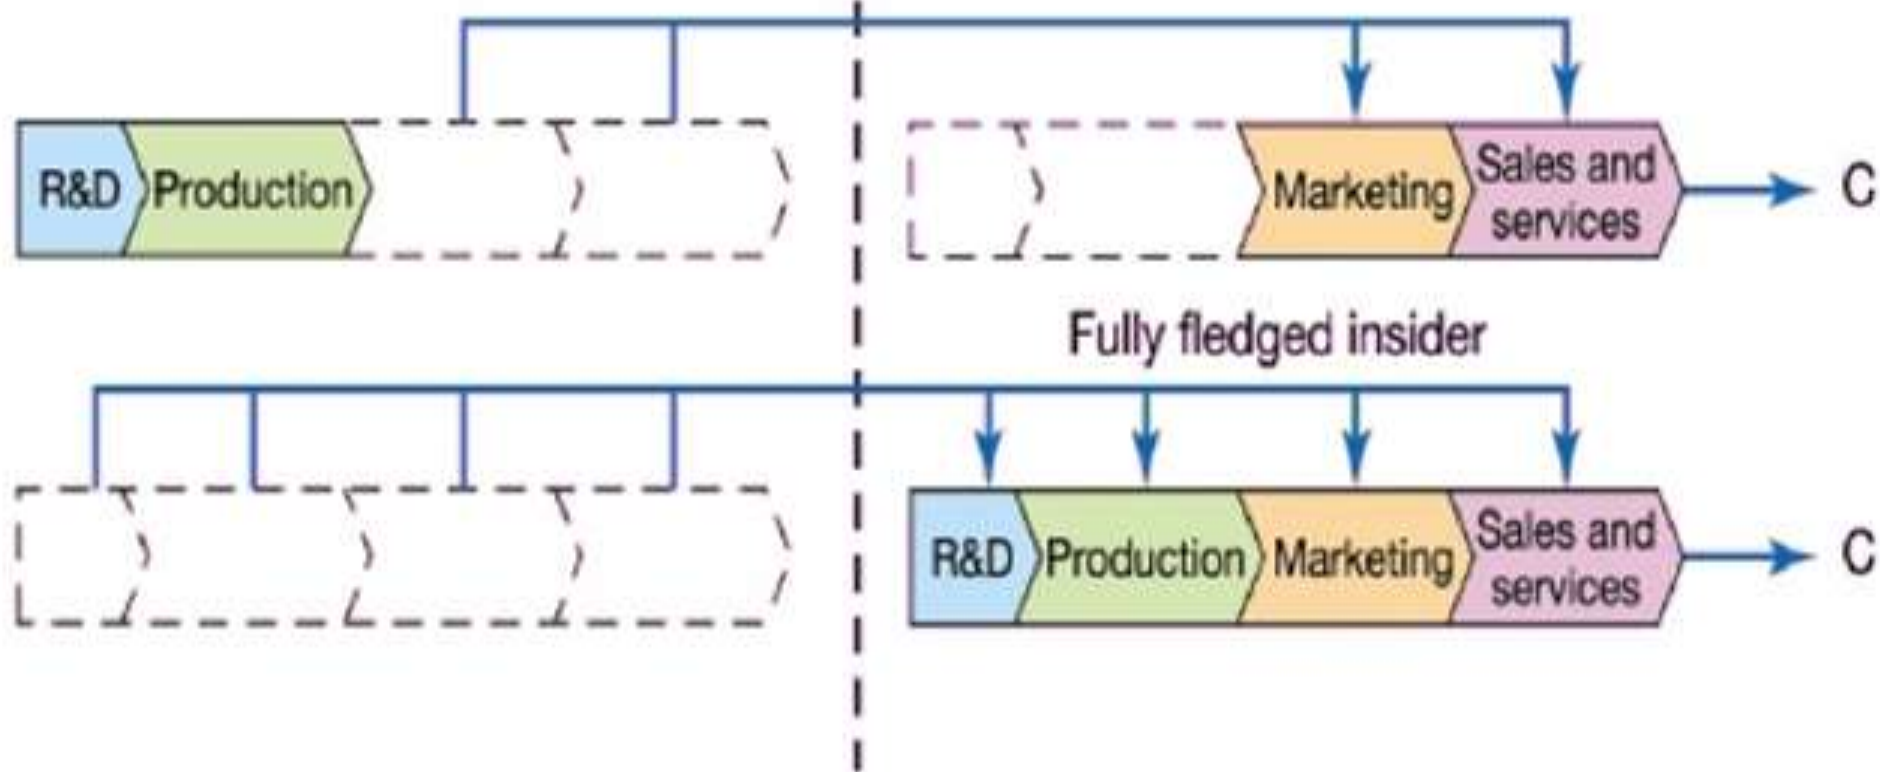 R&D
Production
Marketing
Sales and
services
C
Fully fledged insider
R&D
Production
Marketing
Sales and
services
C